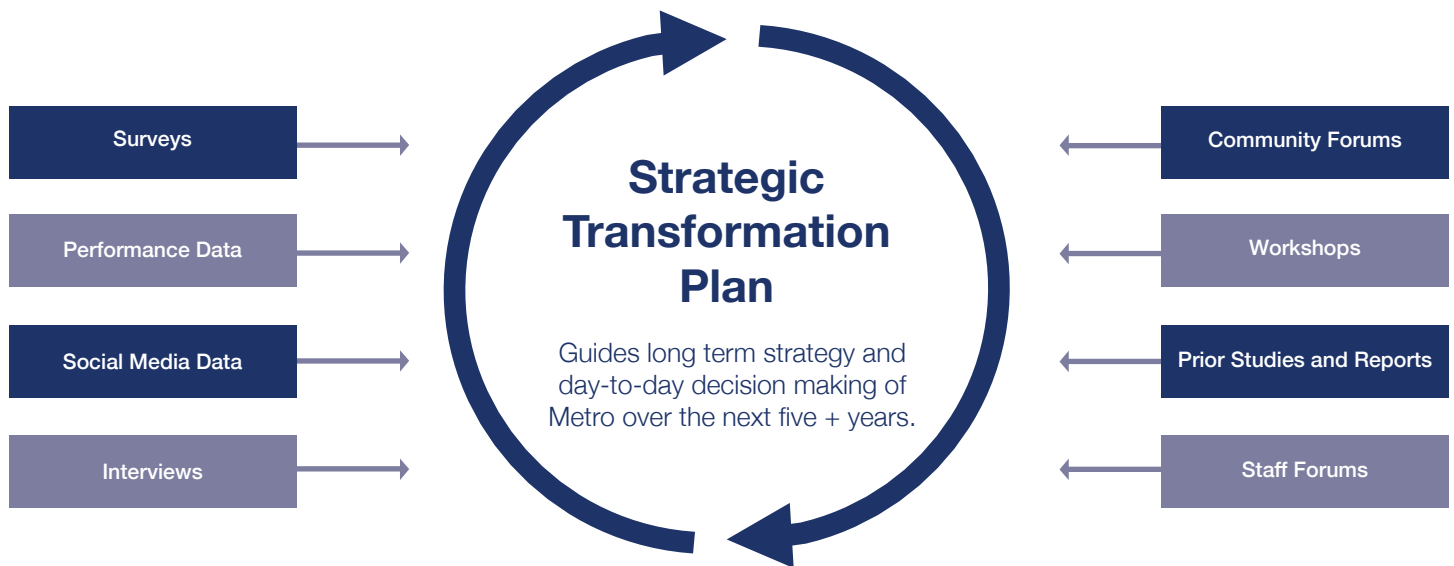 Surveys
Performance Data
Social Media Data
Interviews
Strategic
Transformation
Plan
Guides long term strategy and
day-to-day decision making of
Metro over the next five + years.
Community Forums
Workshops
Prior Studies and Reports
Staff Forums